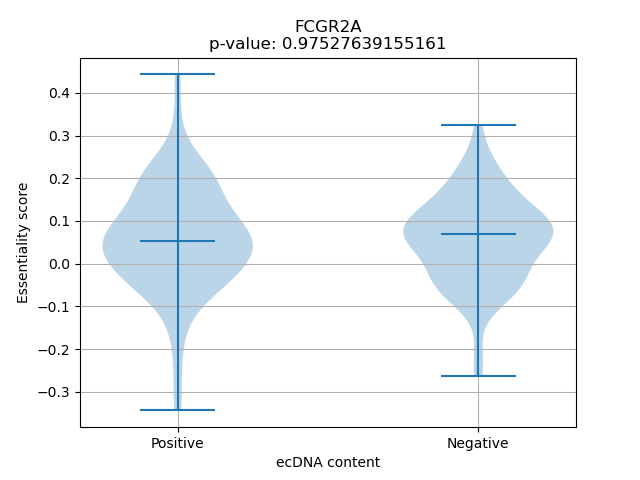 FCGR2A
p-value: 0.97527639155161
0.4
0.3
0.2
0.1
0.0
−0.1
−0.2
−0.3
Essentiality score
Positive
Negative
ecDNA content